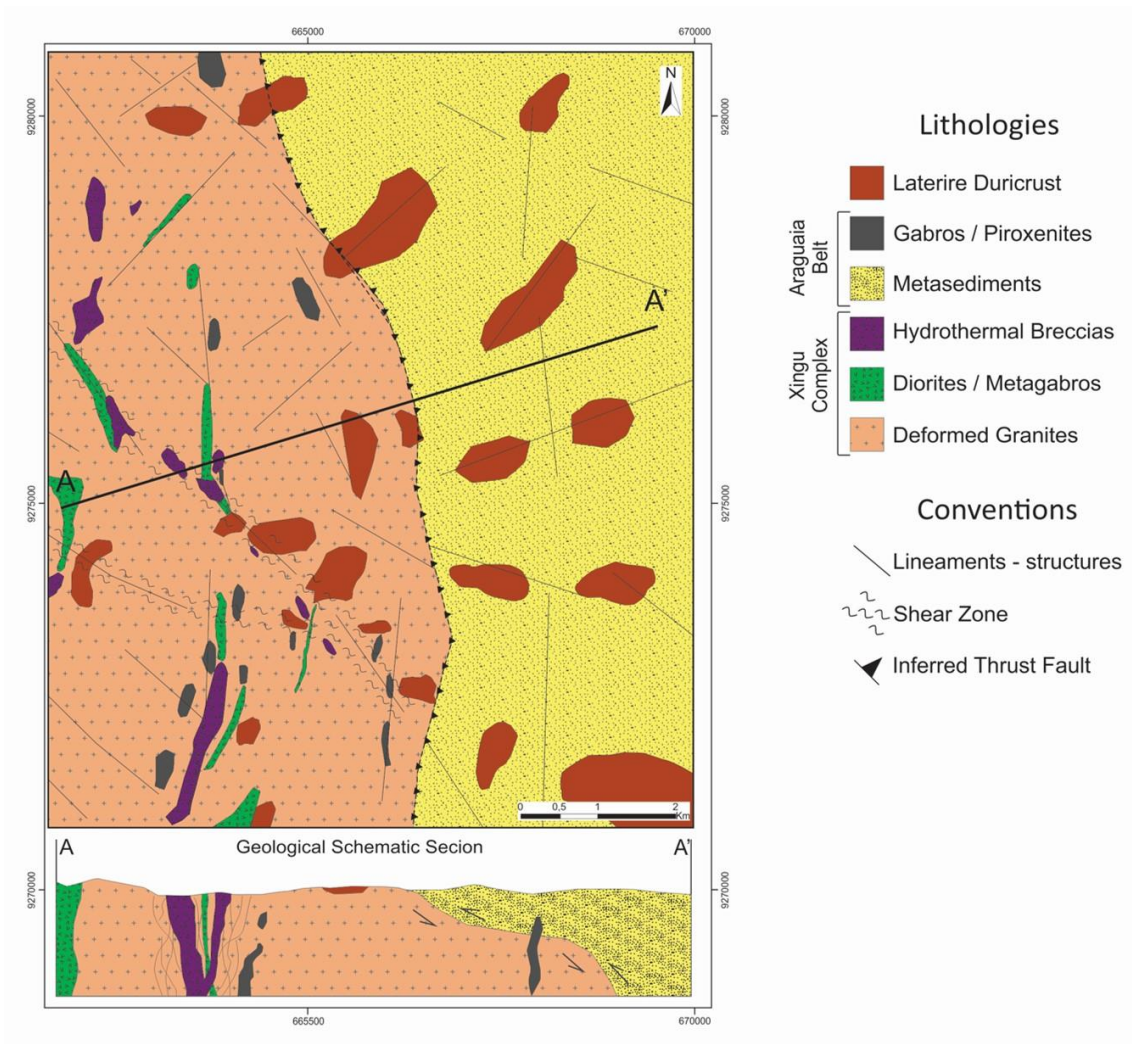 665000
670000
9280000
9280000
N
A'
A
9275000
9275000
0
0,5
1
2
Km
A
Geological Schematic Secion
A'
9270000
9270000
665500
670000
Lithologies
Laterire Duricrust
Araguaia
Belt
Gabros / Piroxenites
Metasediments
Xingu
Complex
Hydrothermal Breccias
Diorites / Metagabros
Deformed Granites
Conventions
Lineaments - structures
Shear Zone
Inferred Thrust Fault